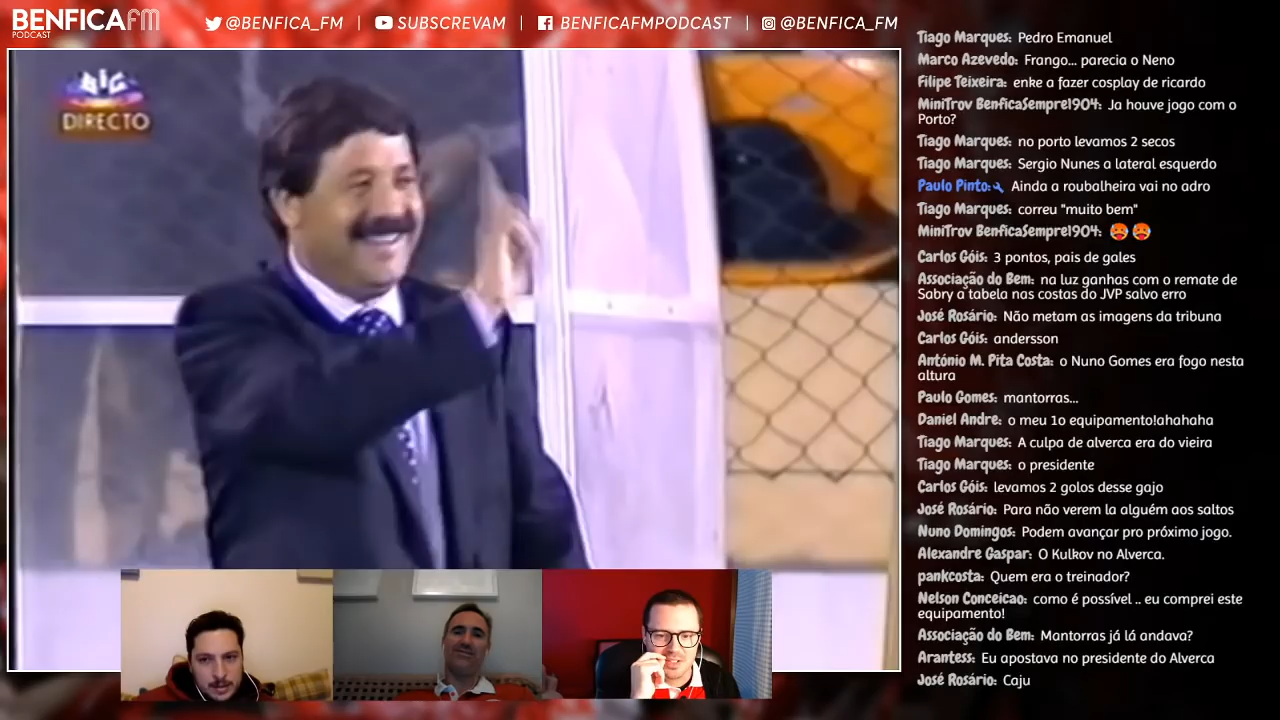 BENFICAFM
PODCAST
@BENFICA_FM | SUBSCREVAM | BENFICAFMPODCAST | @BENFICA_FM
SIC
DIRECTO
Tiago Marques: Pedro Emanuel
Marco Azevedo: Frango... parecia o Neno
Filipe Teixeira: enke a fazer cosplay de ricardo
MiniTrov BenficaSempre1904: Ja houve jogo com o
Porto?
Tiago Marques: no porto levamos 2 secos
Tiago Marques: Sergio Nunes a lateral esquerdo
Paulo Pinto: Ainda a roubalheira vai no adro
Tiago Marques: correu "muito bem"
MiniTrov BenficaSempre1904: 🥵 🥵
Carlos Góis: 3 pontos, pais de gales
Associação do Bem: na luz ganhas com o remate de
Sabry a tabela nas costas do JVP salvo erro
José Rosário: Não metam as imagens da tribuna
Carlos Góis: andersson
António M. Pita Costa: o Nuno Gomes era fogo nesta
altura
Paulo Gomes: mantorras...
Daniel Andre: o meu 1o equipamento!ahahaha
Tiago Marques: A culpa de alverca era do vieira
Tiago Marques: o presidente
Carlos Góis: levamos 2 golos desse gajo
José Rosário: Para não verem la alguém aos saltos
Nuno Domingos: Podem avançar pro próximo jogo.
Alexandre Gaspar: O Kulkov no Alverca.
pankcosta: Quem era o treinador?
Nelson Conceicao: como é possível .. eu comprei este
equipamento!
Associação do Bem: Mantorras já lá andava?
Arantess: Eu apostava no presidente do Alverca
José Rosário: Caju